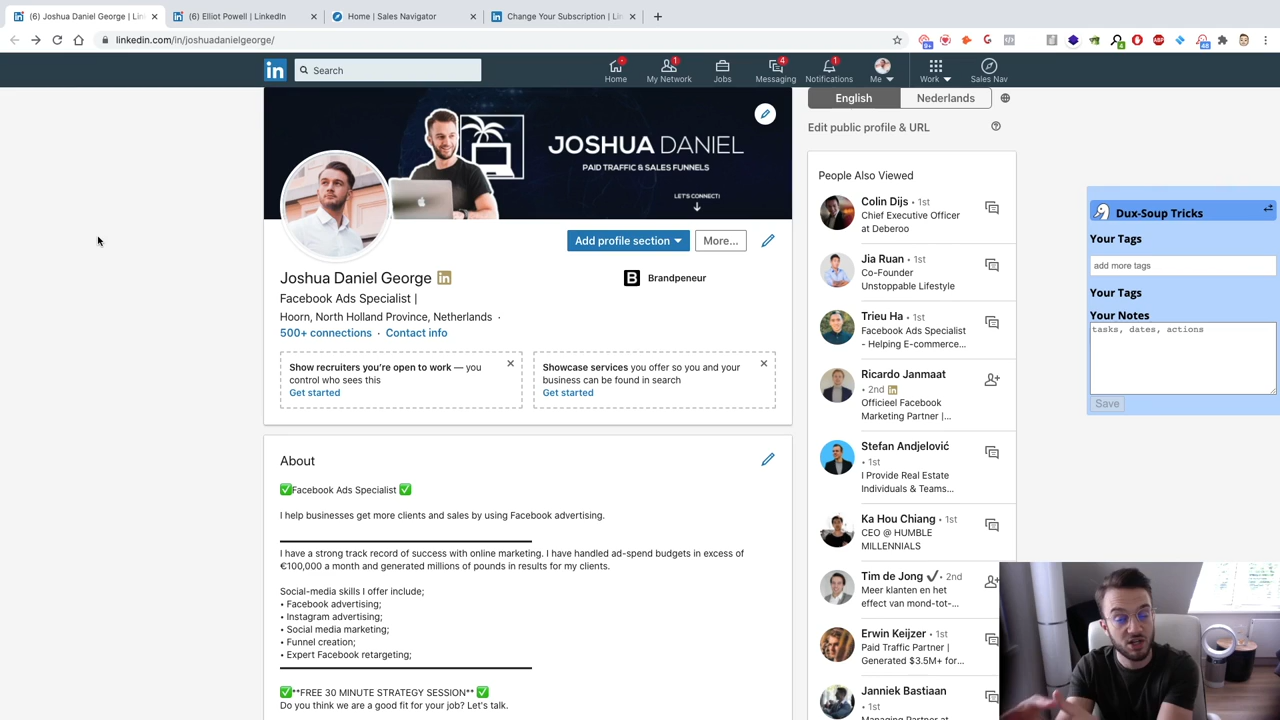 (6) Joshua Daniel George | Lin
(6) Elliot Powell | LinkedIn
Home | Sales Navigator
Change Your Subscription | Lin
linkedin.com/in/joshuadanielgeorge/
in
Search
Home
My Network
Jobs
Messaging
Notifications
Me
Work
Sales Nav
JOSHUA DANIEL
PAID TRAFFIC & SALES FUNNELS
LET'S CONNECT!
Add profile section
More...
Joshua Daniel George in
Facebook Ads Specialist |
Hoorn, North Holland Province, Netherlands ·
500+ connections · Contact info
B Brandpeneur
Show recruiters you're open to work — you
control who sees this
Get started
Showcase services you offer so you and your
business can be found in search
Get started
About
✅Facebook Ads Specialist ✅
I help businesses get more clients and sales by using Facebook advertising.
I have a strong track record of success with online marketing. I have handled ad-spend budgets in excess of
€100,000 a month and generated millions of pounds in results for my clients.
Social-media skills I offer include;
• Facebook advertising;
• Instagram advertising;
• Social media marketing;
• Funnel creation;
• Expert Facebook retargeting;
✅**FREE 30 MINUTE STRATEGY SESSION** ✅
Do you think we are a good fit for your job? Let's talk.
English
Nederlands
Edit public profile & URL
People Also Viewed
Colin Dijs • 1st
Chief Executive Officer
at Deberoo
Jia Ruan • 1st
Co-Founder
Unstoppable Lifestyle
Trieu Ha • 1st
Facebook Ads Specialist
- Helping E-commerce...
Ricardo Janmaat
• 2nd in
Officieel Facebook
Marketing Partner |...
Stefan Andjelović
• 1st
I Provide Real Estate
Individuals & Teams...
Ka Hou Chiang • 1st
CEO @ HUMBLE
MILLENNIALS
Tim de Jong ✔ • 2nd
Meer klanten en het
effect van mond-tot-...
Erwin Keijzer • 1st
Paid Traffic Partner |
Generated $3.5M+ for...
Janniek Bastiaan
• 1st
Managing Partner at
Dux-Soup Tricks
Your Tags
add more tags
Your Tags
Your Notes
tasks, dates, actions
Save